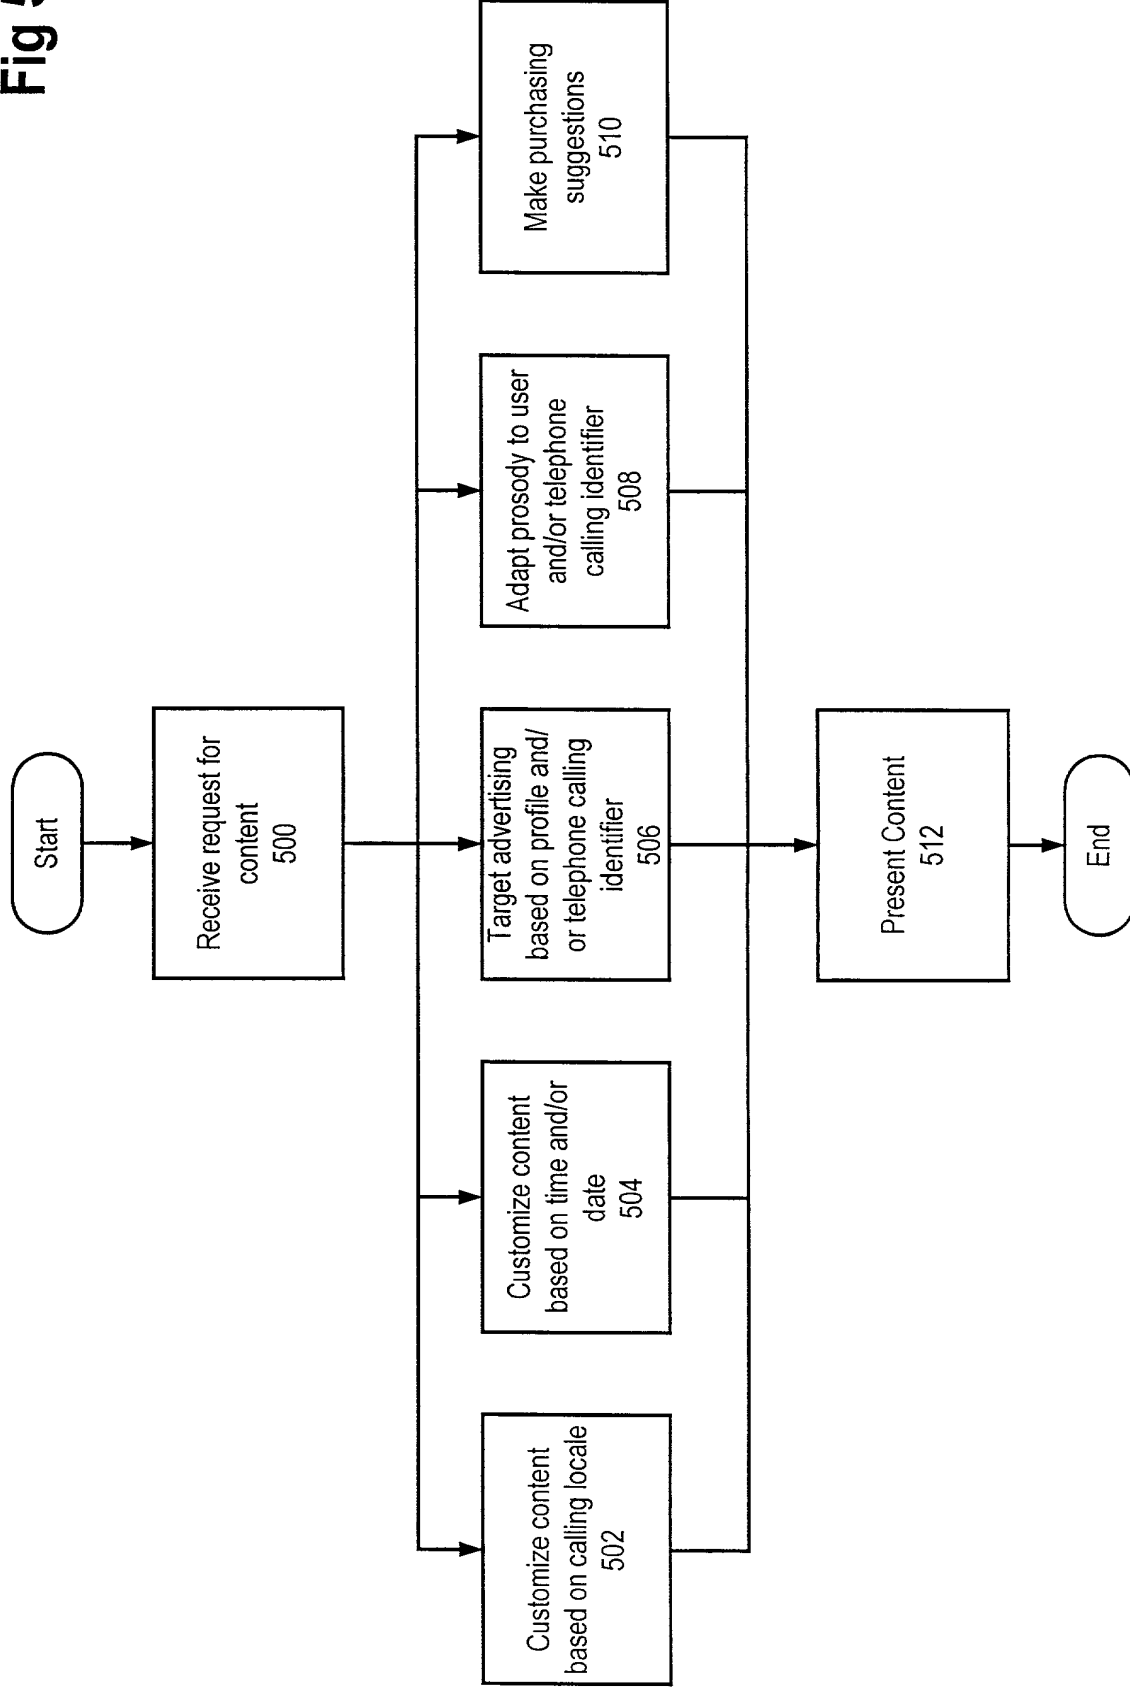 Fig 5
Start
Receive request for
content
500
Customize content
based on calling locale
502
Customize content
based on time and/or
date
504
Target advertising
based on profile and/
or telephone calling
identifier
506
Adapt prosody to user
and/or telephone
calling identifier
508
Make purchasing
suggestions
510
Present Content
512
End